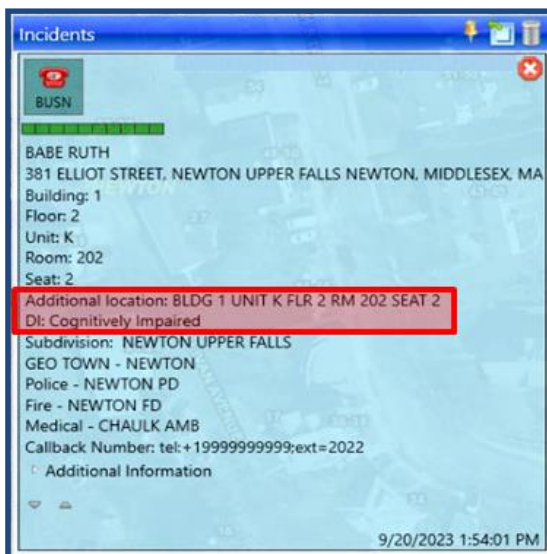 Incidents
BUSN
BABE RUTH
381 ELLIOT STREET, NEWTON UPPER FALLS NEWTON, MIDDLESEX, MA
Building: 1
Floor: 2
Unit: K
Room: 202
Seat: 2
Additional location: BLDG 1 UNIT K FLR 2 RM 202 SEAT 2
DI: Cognitively Impaired
Subdivision: NEWTON UPPER FALLS
GEO TOWN - NEWTON
Police - NEWTON PD
Fire - NEWTON FD
Medical - CHAULK AMB
Callback Number: tel:+19999999999;ext=2022
Additional Information
9/20/2023 1:54:01 PM